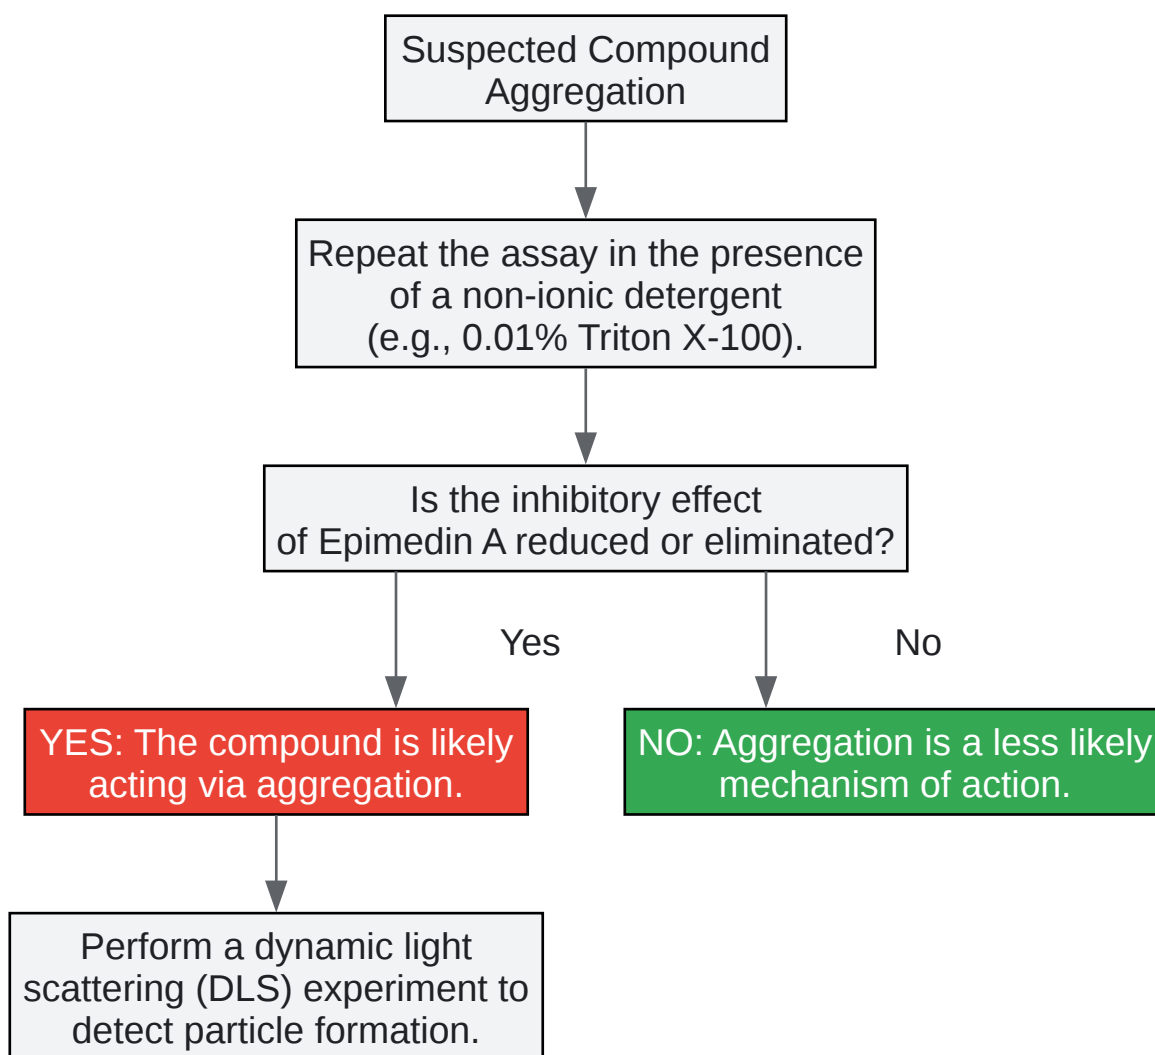 Suspected Compound
Aggregation
Repeat the assay in the presence
of a non-ionic detergent
(e.g., 0.01% Triton X-100).
Is the inhibitory effect
of Epimedin A reduced or eliminated?
Yes
No
YES: The compound is likely
acting via aggregation.
NO: Aggregation is a less likely
mechanism of action.
Perform a dynamic light
scattering (DLS) experiment to
detect particle formation.